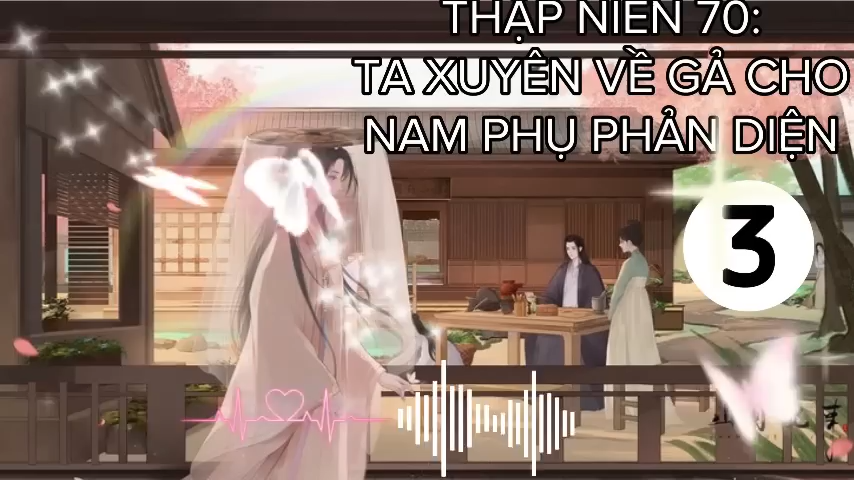 THẬP NIÊN 70:
TA XUYÊN VỀ GẢ CHO
NAM PHỤ PHẢN DIỆN
3